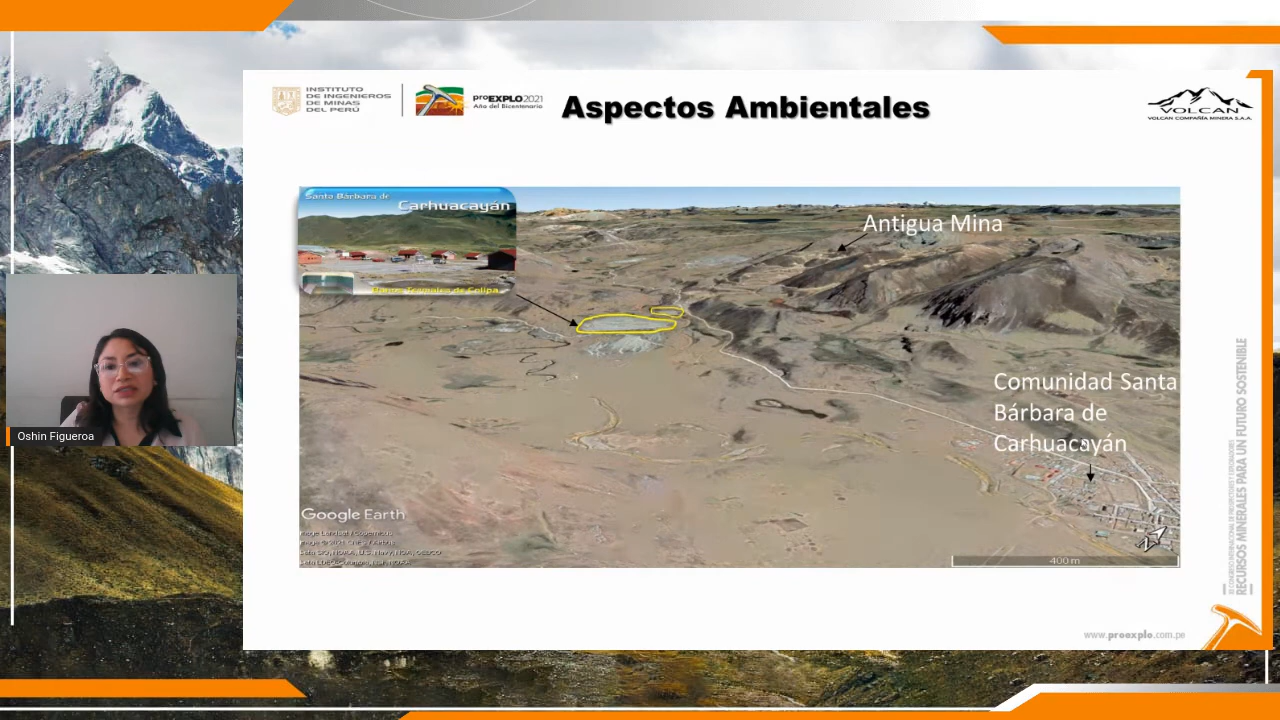 INSTITUTO
DE INGENIEROS
DE MINAS
DEL PERÚ
proEXPLO2021
Año del Bicentenario
Aspectos Ambientales
VOLCAN
VOLCAN COMPAÑÍA MINERA S.A.A.
Santa Bárbara de
Carhuacayán
Antigua Mina
Comunidad Santa
Bárbara de
Carhuacayán
Oshin Figueroa
Google Earth
400 m
RECURSOS MINERALES PARA UN FUTURO SOSTENIBLE
www.proexplo.com.pe